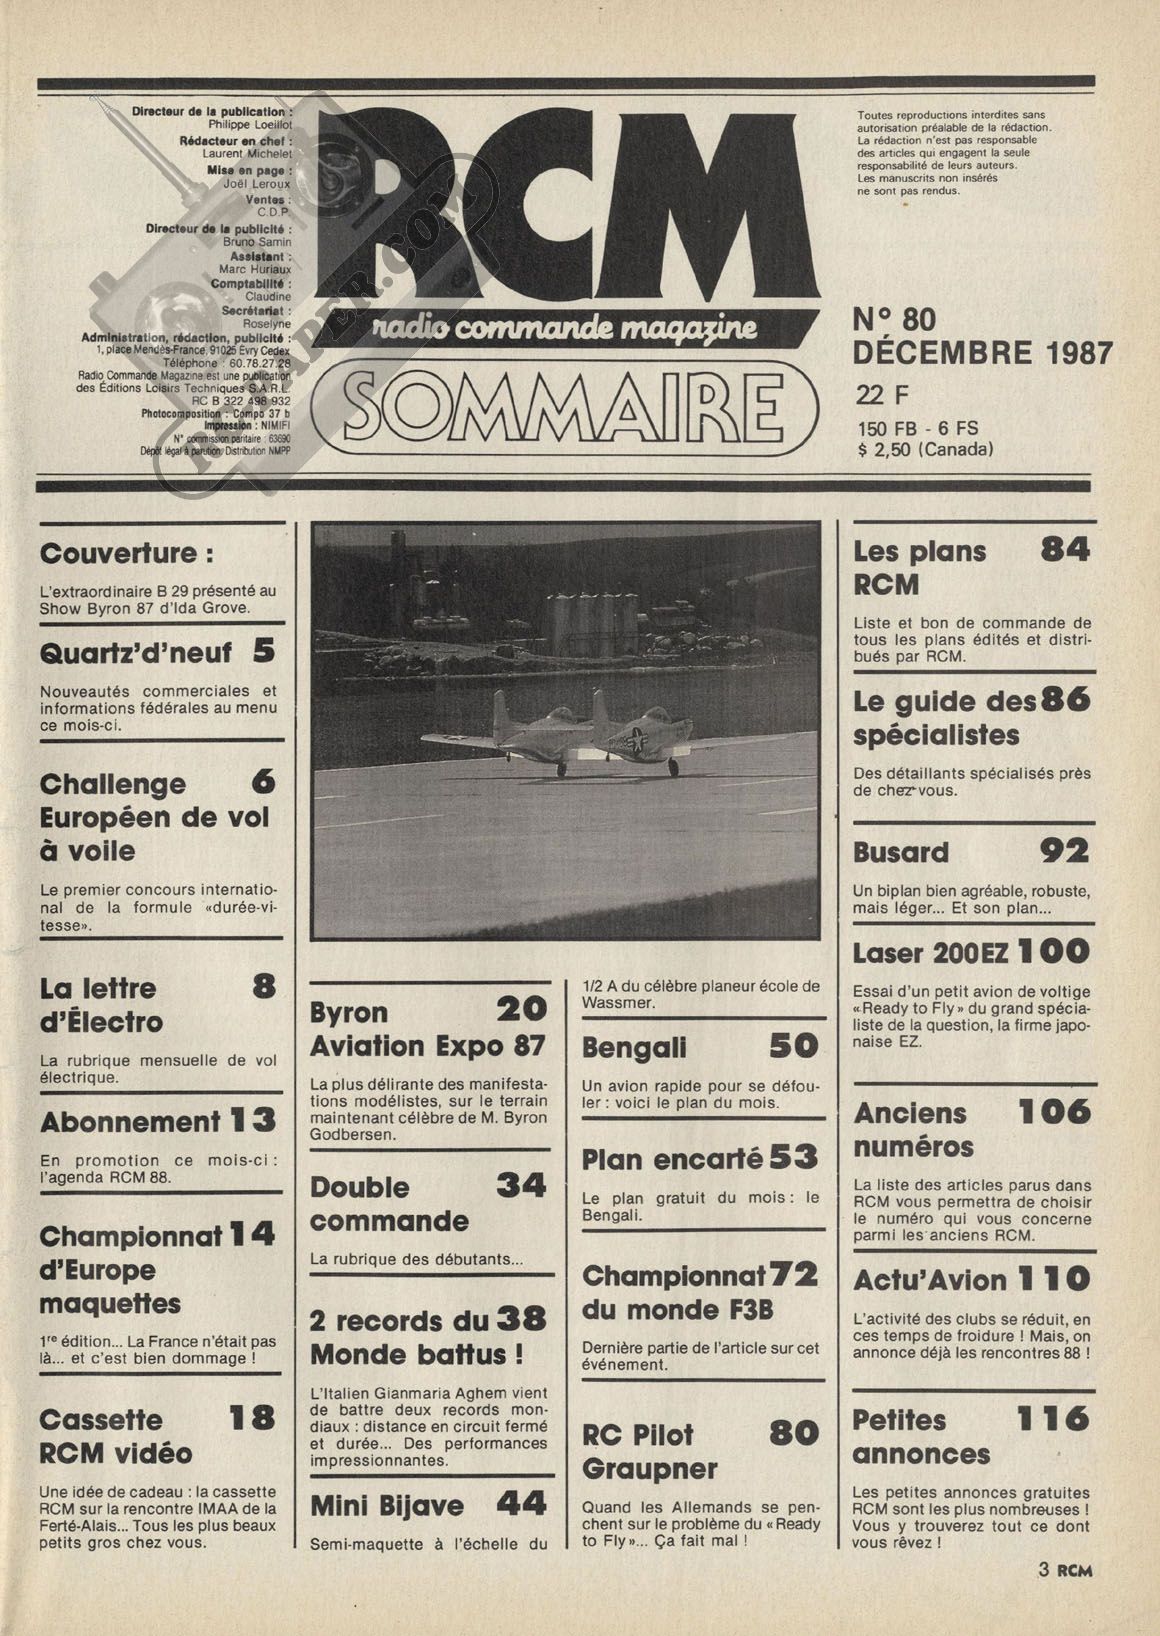 Directeur de la publication :
Philippe Loeillot
Rédacteur en chef :
Laurent Michelet
Mise en page :
Joël Leroux
Ventes :
C.D.P.
Directeur de la publicité :
Bruno Samin
Assistant :
Marc Huriaux
Comptabilité :
Claudine
Secrétariat :
Roselyne
Administration, rédaction, publicité :
1, place Mendès-France, 91025 Évry Cedex
Téléphone : 60.78.27.28
Radio Commande Magazine est une publication
des Éditions Loisirs Techniques S.A.R.L.
RC B 322 498 932
Photocomposition : Compo 37 b
Impression : NIMIFI
N° commission paritaire : 63690
Dépôt légal à parution. Distribution NMPP
RCM
radio commande magazine
SOMMAIRE
Toutes reproductions interdites sans
autorisation préalable de la rédaction.
La rédaction n'est pas responsable
des articles qui engagent la seule
responsabilité de leurs auteurs.
Les manuscrits non insérés
ne sont pas rendus.
N° 80
DÉCEMBRE 1987
22 F
150 FB - 6 FS
$ 2,50 (Canada)
Couverture :
L'extraordinaire B 29 présenté au
Show Byron 87 d'Ida Grove.
Quartz'd'neuf 5
Nouveautés commerciales et
informations fédérales au menu
ce mois-ci.
Challenge 6
Européen de vol
à voile
Le premier concours internatio-
nal de la formule «durée-vi-
tesse».
La lettre 8
d'Électro
La rubrique mensuelle de vol
électrique.
Abonnement 13
En promotion ce mois-ci :
l'agenda RCM 88.
Championnat 14
d'Europe
maquettes
1re édition... La France n'était pas
là... et c'est bien dommage !
Cassette 18
RCM vidéo
Une idée de cadeau : la cassette
RCM sur la rencontre IMAA de la
Ferté-Alais... Tous les plus beaux
petits gros chez vous.
Byron 20
Aviation Expo 87
La plus délirante des manifesta-
tions modélistes, sur le terrain
maintenant célèbre de M. Byron
Godbersen.
Double 34
commande
La rubrique des débutants...
2 records du 38
Monde battus !
L'Italien Gianmaria Aghem vient
de battre deux records mon-
diaux : distance en circuit fermé
et durée... Des performances
impressionnantes.
Mini Bijave 44
Semi-maquette à l'échelle du
1/2 A du célèbre planeur école de
Wassmer.
Bengali 50
Un avion rapide pour se défou-
ler : voici le plan du mois.
Plan encarté 53
Le plan gratuit du mois : le
Bengali.
Championnat 72
du monde F3B
Dernière partie de l'article sur cet
événement.
RC Pilot 80
Graupner
Quand les Allemands se pen-
chent sur le problème du «Ready
to Fly»... Ça fait mal !
Les plans 84
RCM
Liste et bon de commande de
tous les plans édités et distri-
bués par RCM.
Le guide des 86
spécialistes
Des détaillants spécialisés près
de chez vous.
Busard 92
Un biplan bien agréable, robuste,
mais léger... Et son plan...
Laser 200EZ 100
Essai d'un petit avion de voltige
«Ready to Fly» du grand spécia-
liste de la question, la firme japo-
naise EZ.
Anciens 106
numéros
La liste des articles parus dans
RCM vous permettra de choisir
le numéro qui vous concerne
parmi les anciens RCM.
Actu'Avion 110
L'activité des clubs se réduit, en
ces temps de froidure ! Mais, on
annonce déjà les rencontres 88 !
Petites 116
annonces
Les petites annonces gratuites
RCM sont les plus nombreuses !
Vous y trouverez tout ce dont
vous rêvez !
3 RCM